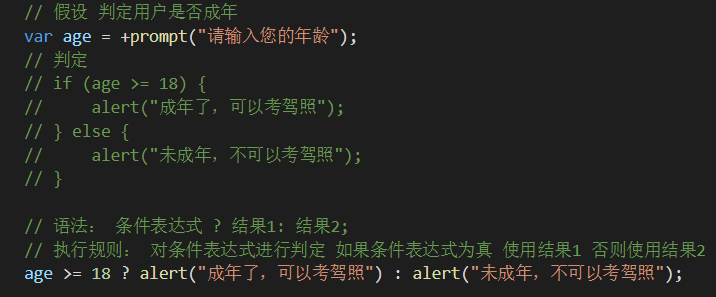 // 假设 判定用户是否成年
var age = +prompt("请输入您的年龄");
// 判定
// if (age >= 18) {
//     alert("成年了，可以考驾照");
// } else {
//     alert("未成年，不可以考驾照");
// }
// 语法： 条件表达式 ? 结果1: 结果2;
// 执行规则： 对条件表达式进行判定 如果条件表达式为真 使用结果1 否则使用结果2
age >= 18 ? alert("成年了，可以考驾照") : alert("未成年，不可以考驾照");